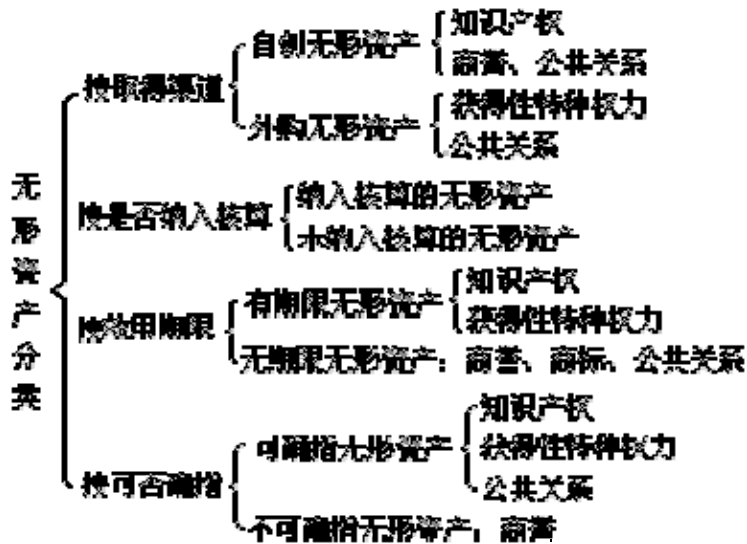 无形资产分类
按取得渠道
自创无形资产
知识产权
商誉、公共关系
外购无形资产
获得性特种权力
公共关系
按是否纳入核算
纳入核算的无形资产
未纳入核算的无形资产
按效用期限
有期限无形资产
知识产权
获得性特种权力
无期限无形资产：商誉、商标、公共关系
按可否确指
可确指无形资产
知识产权
获得性特种权力
公共关系
不可确指无形资产：商誉